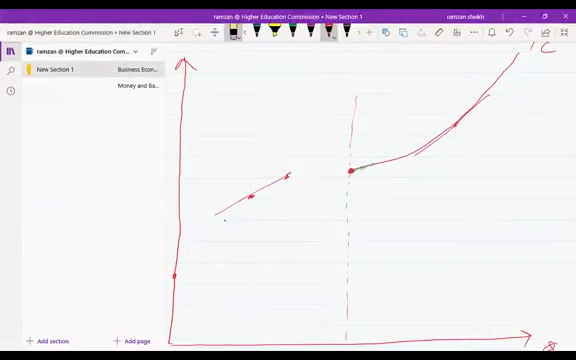 ramzan @ Higher Education Commission » New Section 1
ramzan sheikh
ramzan @ Higher Education Com...
New Section 1
Business Econ...
Money and Ba...
C
Add section
Add page